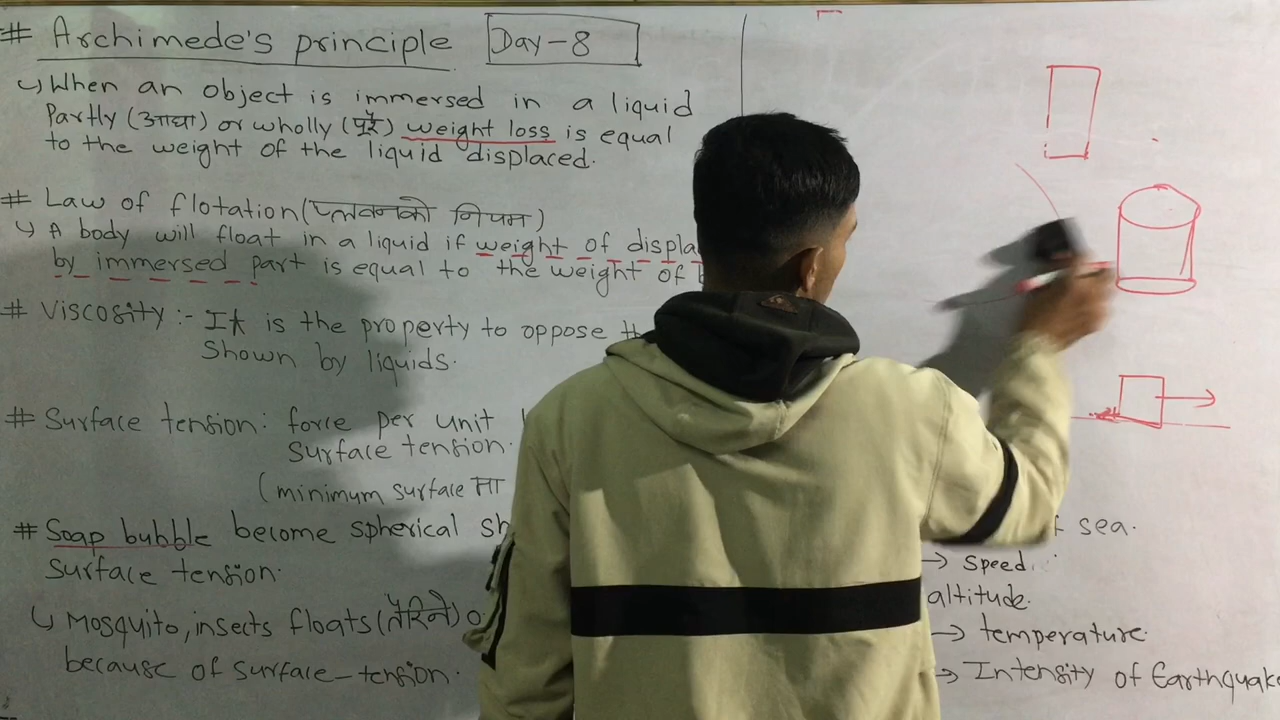 # Archimede's principle Day-8
↳ When an object is immersed in a liquid
Partly (आधा) or wholly (पुरै) weight loss is equal
to the weight of the liquid displaced.
# Law of flotation (प्लवनको नियम)
↳ A body will float in a liquid if weight of displa
by immersed part is equal to the weight of
# Viscosity :- It is the property to oppose th
shown by liquids.
# Surface tension: force per unit
surface tension.
(minimum surface मा
# Soap bubble become spherical sh
surface tension.
↳ Mosquito, insects floats (तैरिने) o
because of surface-tension.
f sea.
→ speed.
altitude.
→ temperature.
→ Intensity of Earthquake